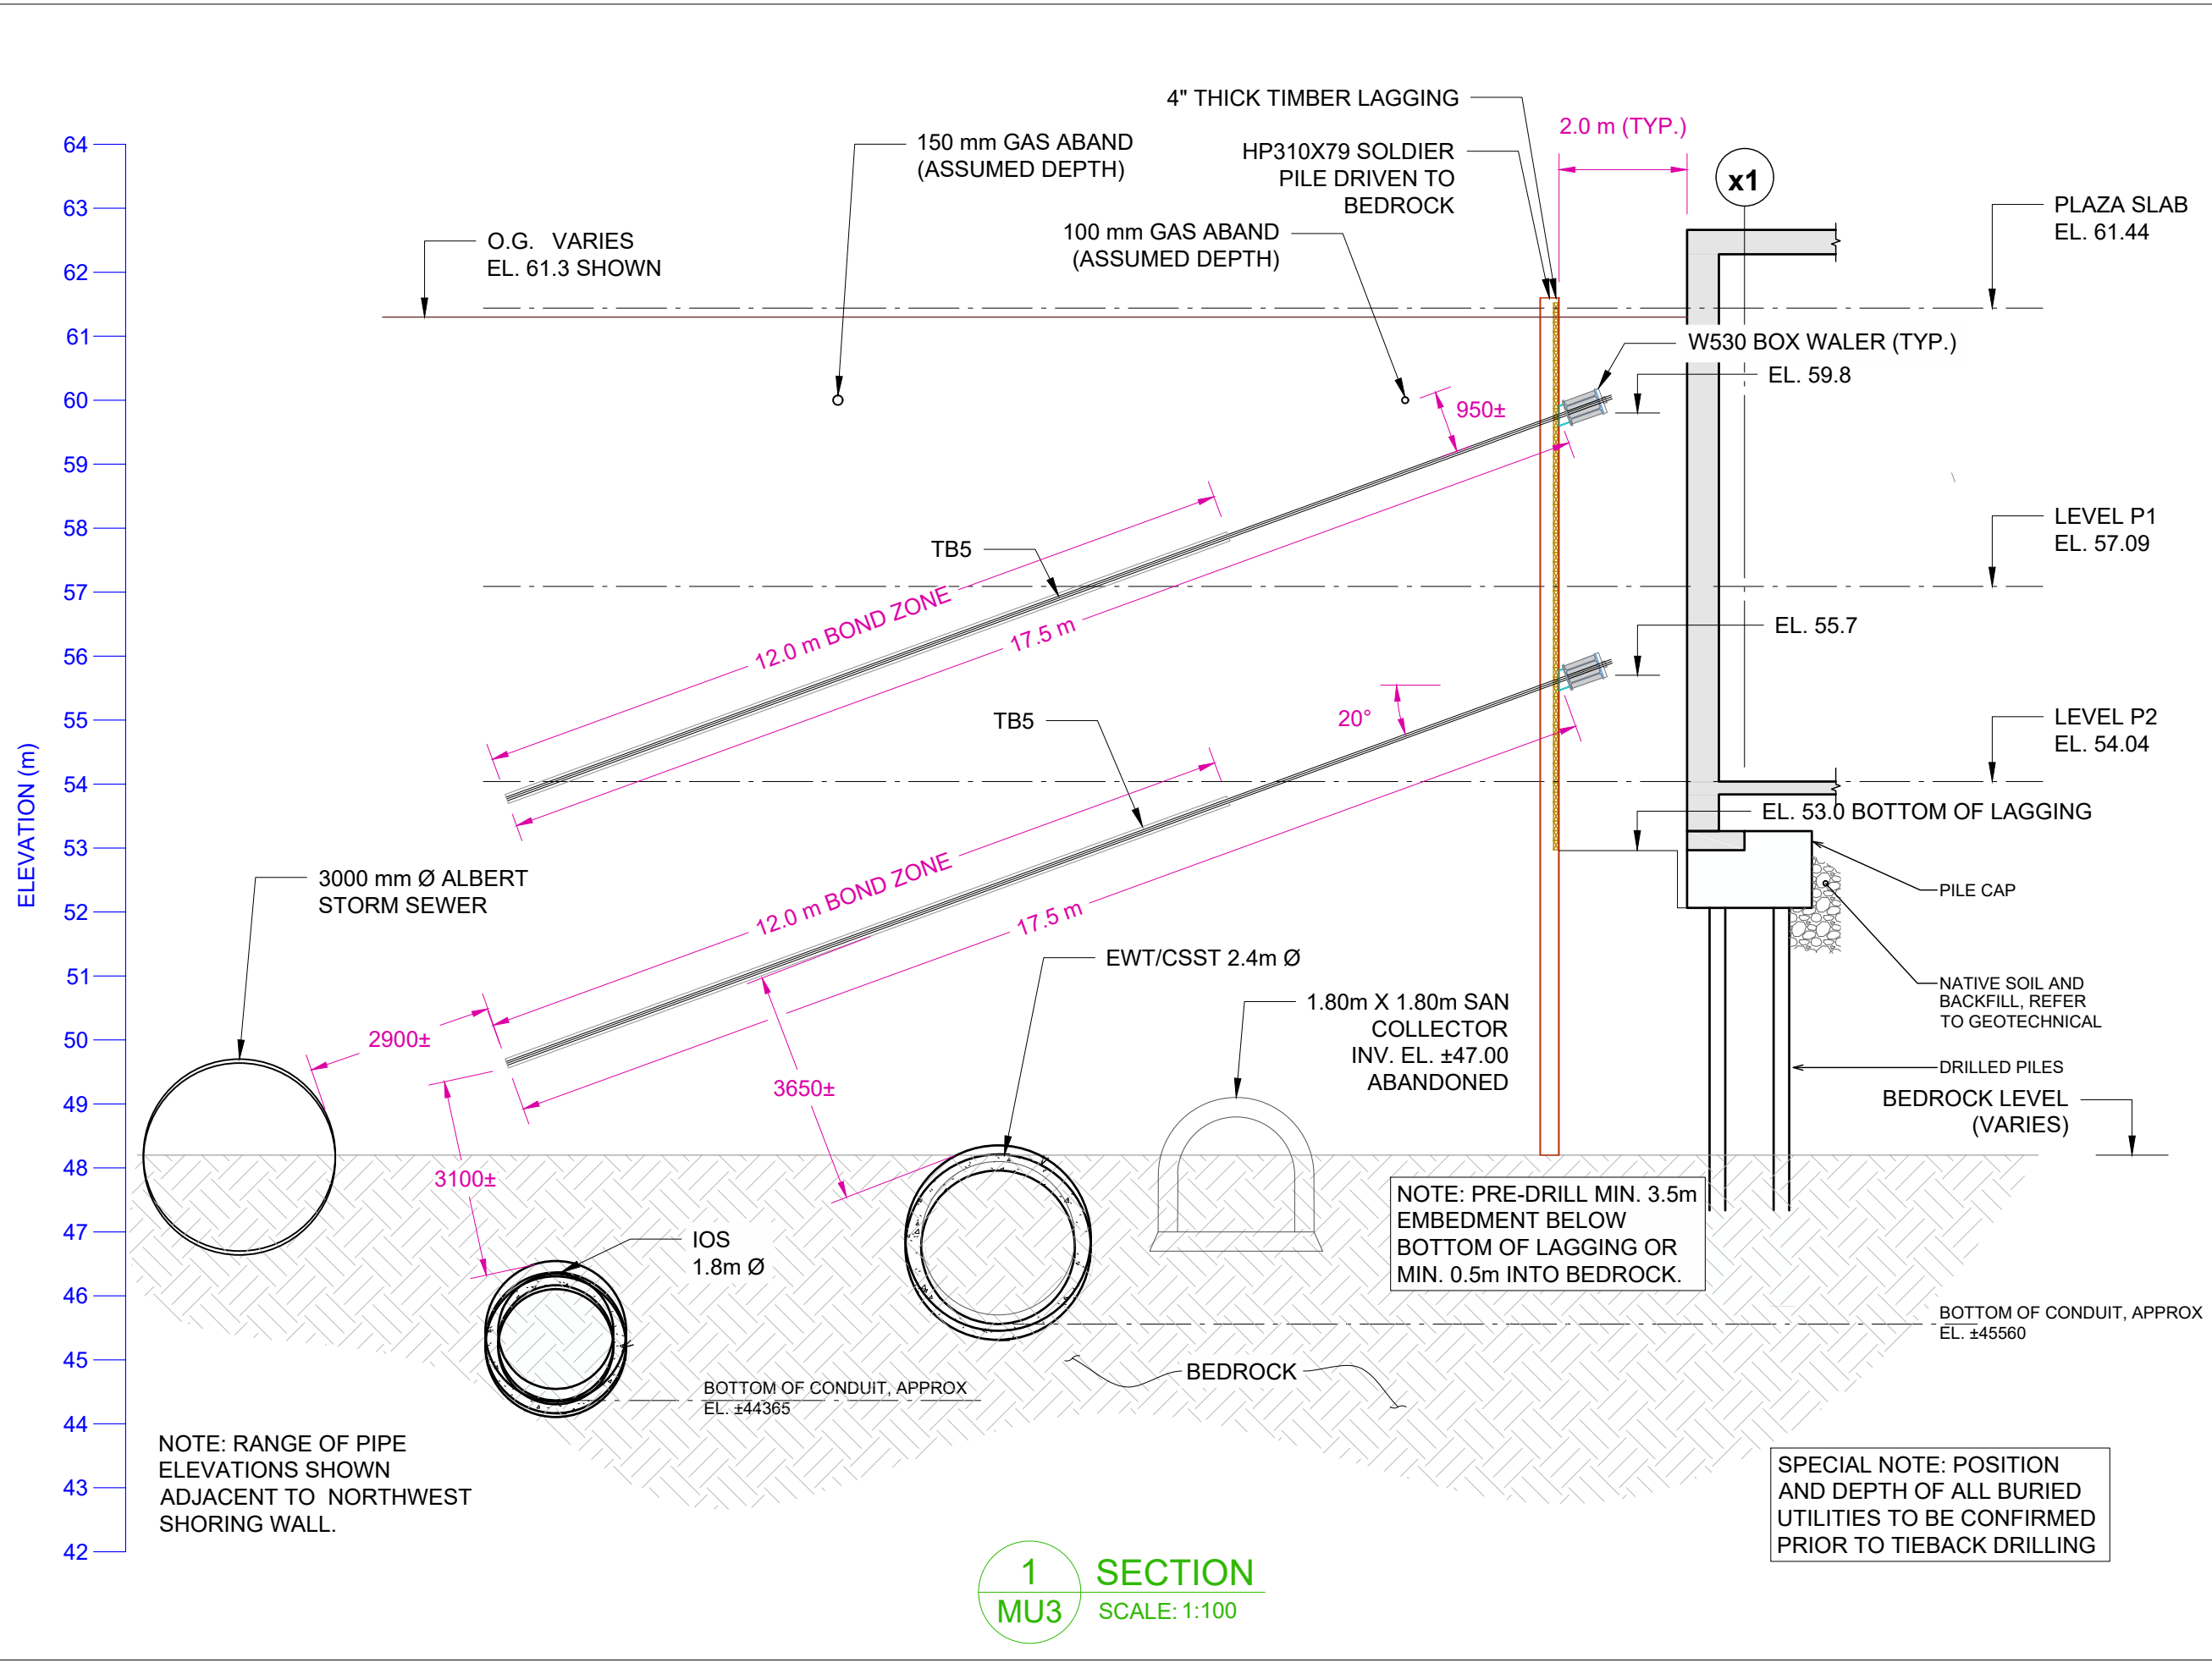 4" THICK TIMBER LAGGING
2.0 m (TYP.)
150 mm GAS ABAND
(ASSUMED DEPTH)
HP310X79 SOLDIER
PILE DRIVEN TO
BEDROCK
x1
PLAZA SLAB
EL. 61.44
O.G. VARIES
EL. 61.3 SHOWN
100 mm GAS ABAND
(ASSUMED DEPTH)
W530 BOX WALER (TYP.)
EL. 59.8
950±
LEVEL P1
EL. 57.09
TB5
12.0 m BOND ZONE
17.5 m
EL. 55.7
TB5
20°
LEVEL P2
EL. 54.04
EL. 53.0 BOTTOM OF LAGGING
3000 mm Ø ALBERT
STORM SEWER
12.0 m BOND ZONE
17.5 m
PILE CAP
EWT/CSST 2.4m Ø
NATIVE SOIL AND
BACKFILL, REFER
TO GEOTECHNICAL
1.80m X 1.80m SAN
COLLECTOR
INV. EL. ±47.00
ABANDONED
2900±
3650±
DRILLED PILES
BEDROCK LEVEL
(VARIES)
3100±
NOTE: PRE-DRILL MIN. 3.5m
EMBEDMENT BELOW
BOTTOM OF LAGGING OR
MIN. 0.5m INTO BEDROCK.
IOS
1.8m Ø
BOTTOM OF CONDUIT, APPROX
EL. ±45560
BEDROCK
BOTTOM OF CONDUIT, APPROX
EL. ±44365
NOTE: RANGE OF PIPE
ELEVATIONS SHOWN
ADJACENT TO NORTHWEST
SHORING WALL.
SPECIAL NOTE: POSITION
AND DEPTH OF ALL BURIED
UTILITIES TO BE CONFIRMED
PRIOR TO TIEBACK DRILLING
ELEVATION (m)
64
63
62
61
60
59
58
57
56
55
54
53
52
51
50
49
48
47
46
45
44
43
42
1
MU3
SECTION
SCALE: 1:100